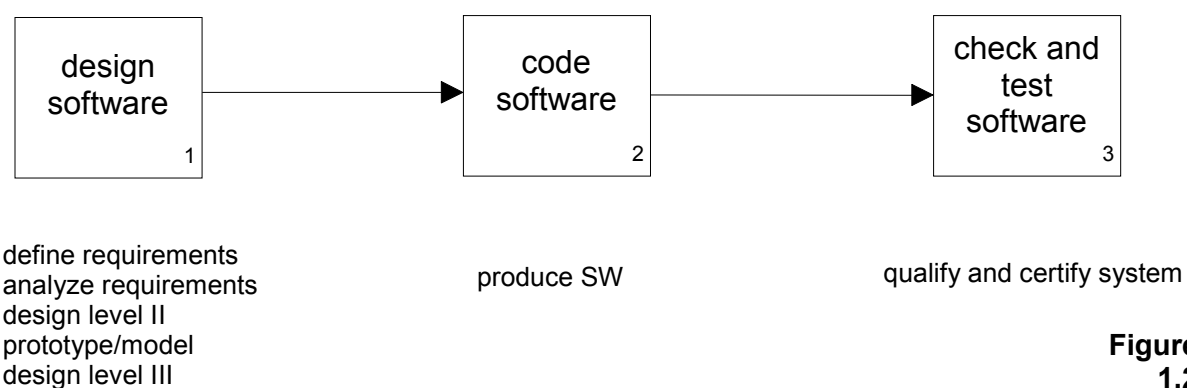 design
software
1
code
software
2
check and
test
software
3
define requirements
analyze requirements
design level II
prototype/model
design level III
produce SW
qualify and certify system
Figure
1.2